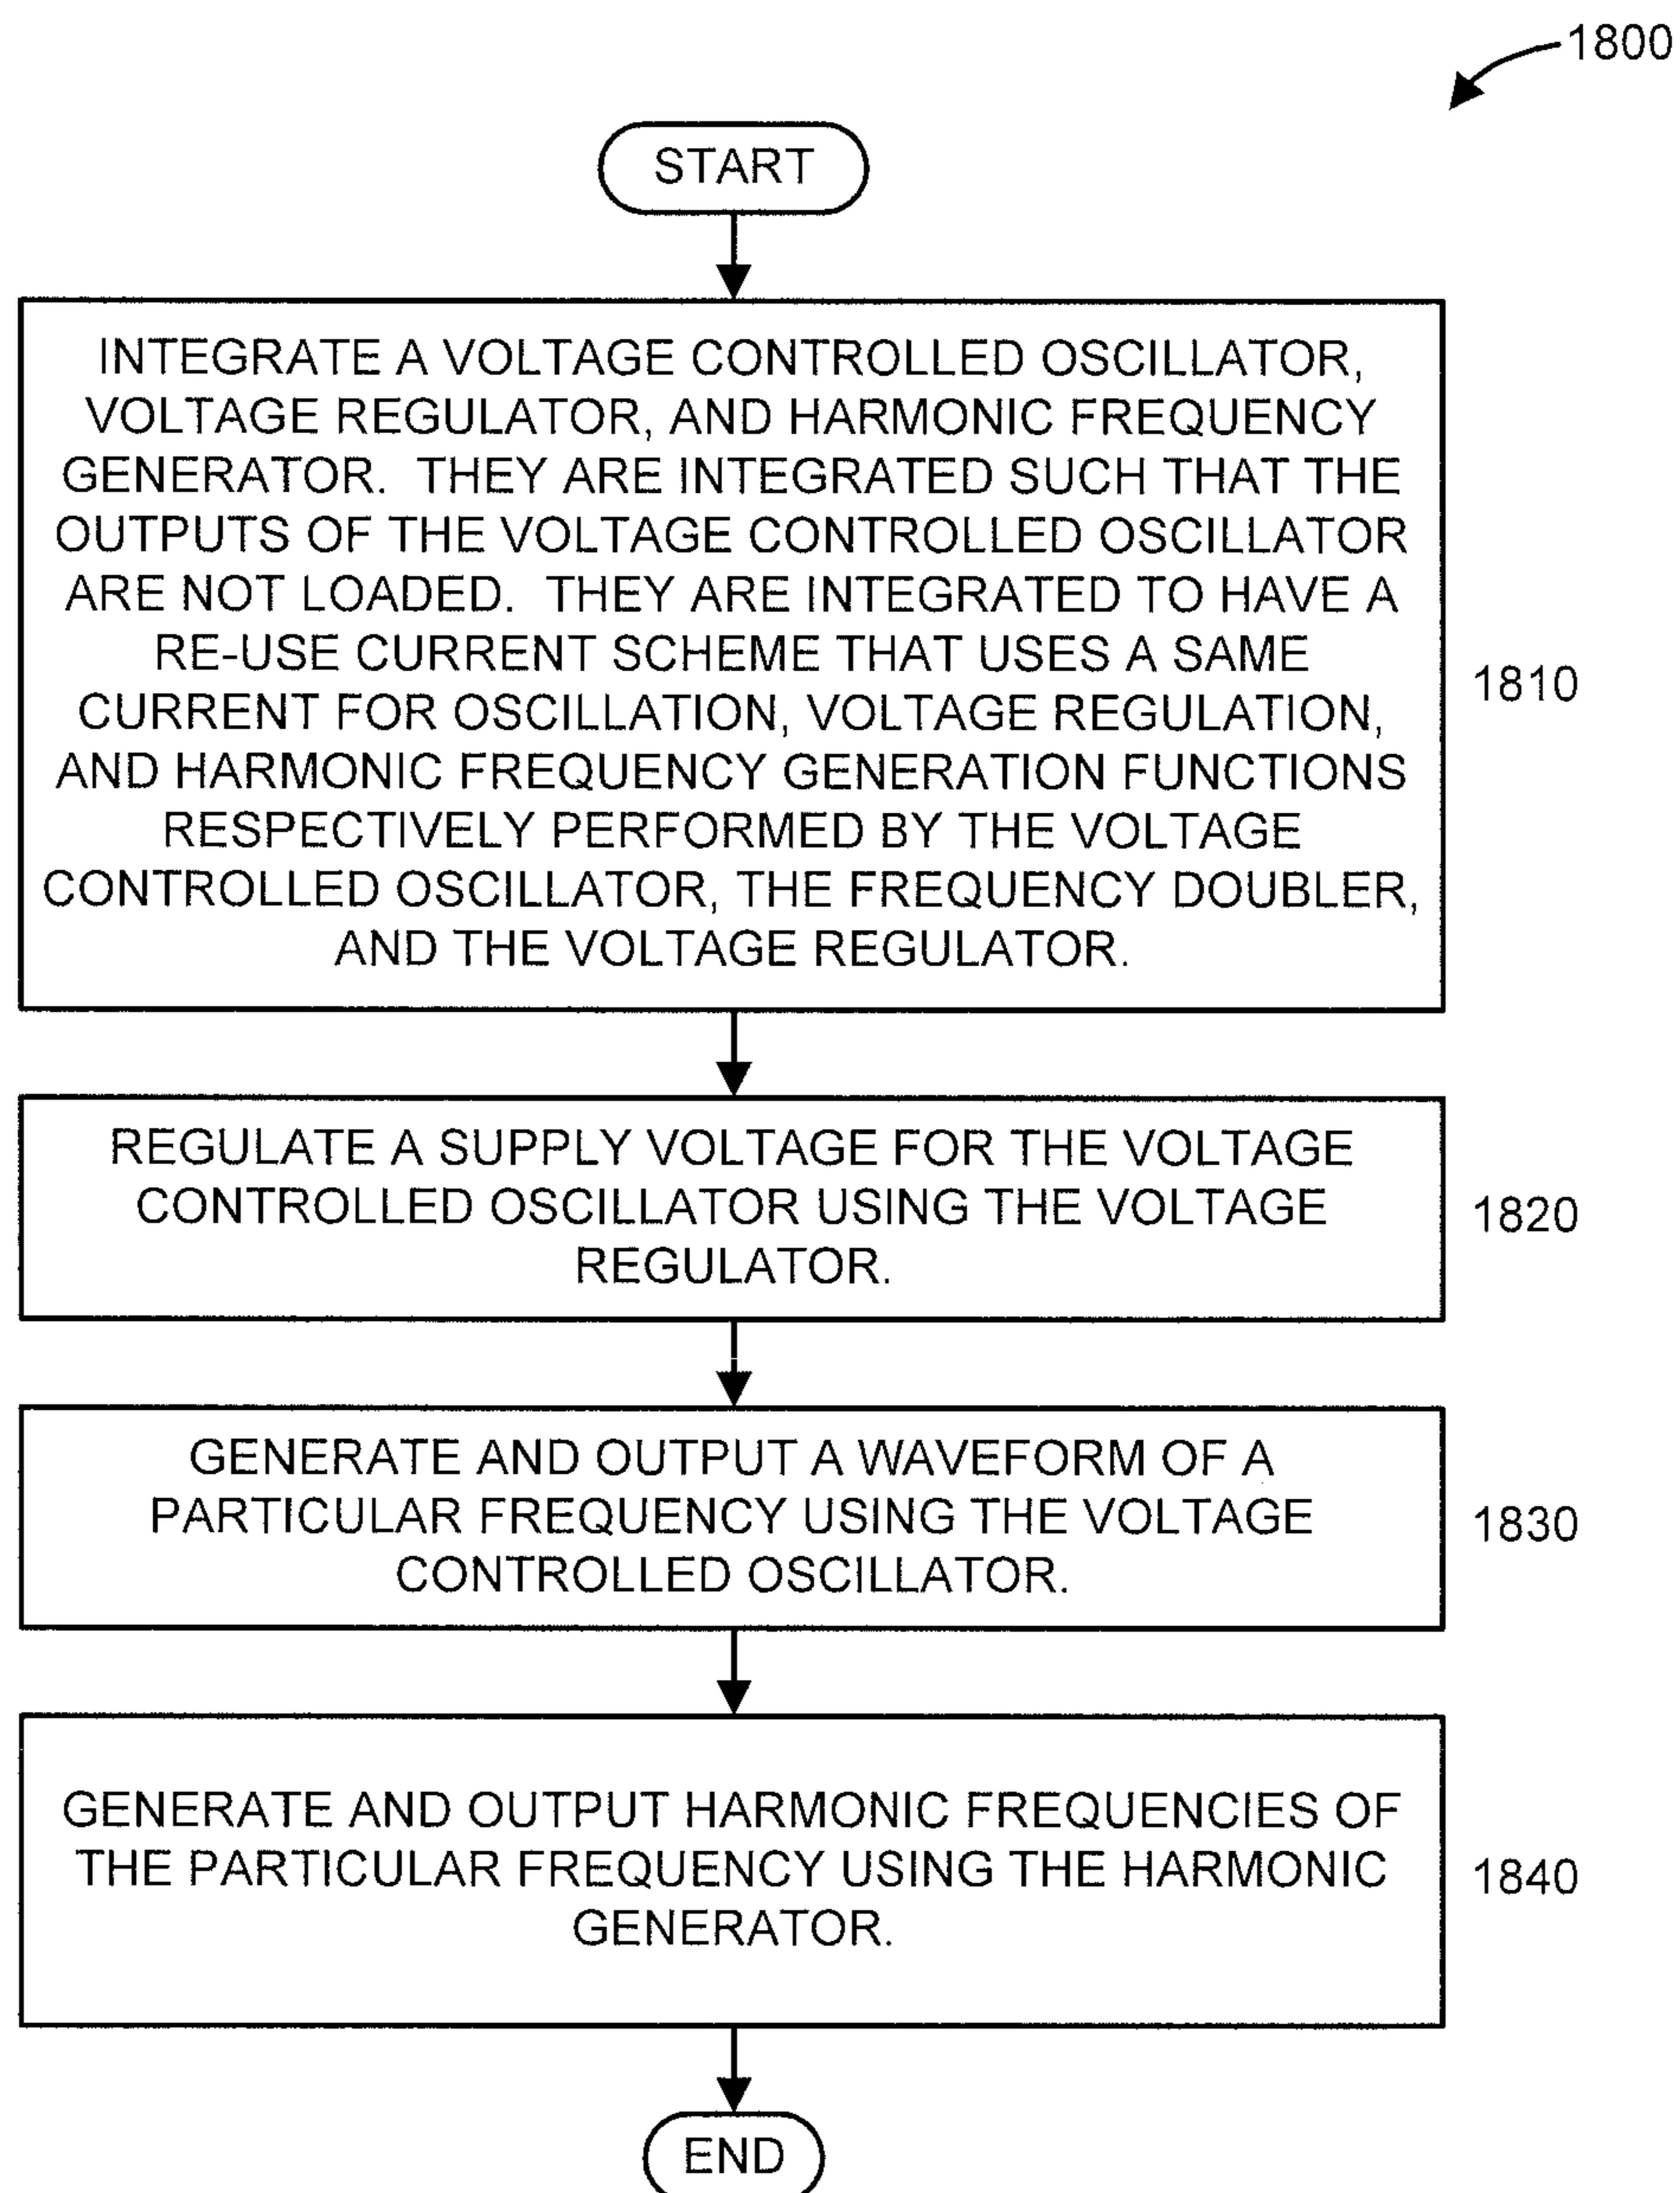 1800
START
INTEGRATE A VOLTAGE CONTROLLED OSCILLATOR,
VOLTAGE REGULATOR, AND HARMONIC FREQUENCY
GENERATOR. THEY ARE INTEGRATED SUCH THAT THE
OUTPUTS OF THE VOLTAGE CONTROLLED OSCILLATOR
ARE NOT LOADED. THEY ARE INTEGRATED TO HAVE A
RE-USE CURRENT SCHEME THAT USES A SAME
CURRENT FOR OSCILLATION, VOLTAGE REGULATION,
AND HARMONIC FREQUENCY GENERATION FUNCTIONS
RESPECTIVELY PERFORMED BY THE VOLTAGE
CONTROLLED OSCILLATOR, THE FREQUENCY DOUBLER,
AND THE VOLTAGE REGULATOR.
1810
REGULATE A SUPPLY VOLTAGE FOR THE VOLTAGE
CONTROLLED OSCILLATOR USING THE VOLTAGE
REGULATOR.
1820
GENERATE AND OUTPUT A WAVEFORM OF A
PARTICULAR FREQUENCY USING THE VOLTAGE
CONTROLLED OSCILLATOR.
1830
GENERATE AND OUTPUT HARMONIC FREQUENCIES OF
THE PARTICULAR FREQUENCY USING THE HARMONIC
GENERATOR.
1840
END